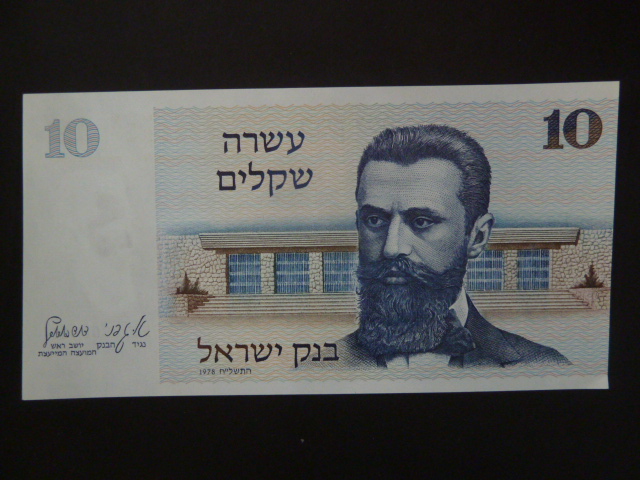 10
10
עשרה
שקלים
נגיד הבנק יושב ראש
המועצה המייעצת
בנק ישראל
התשל"ח 1978